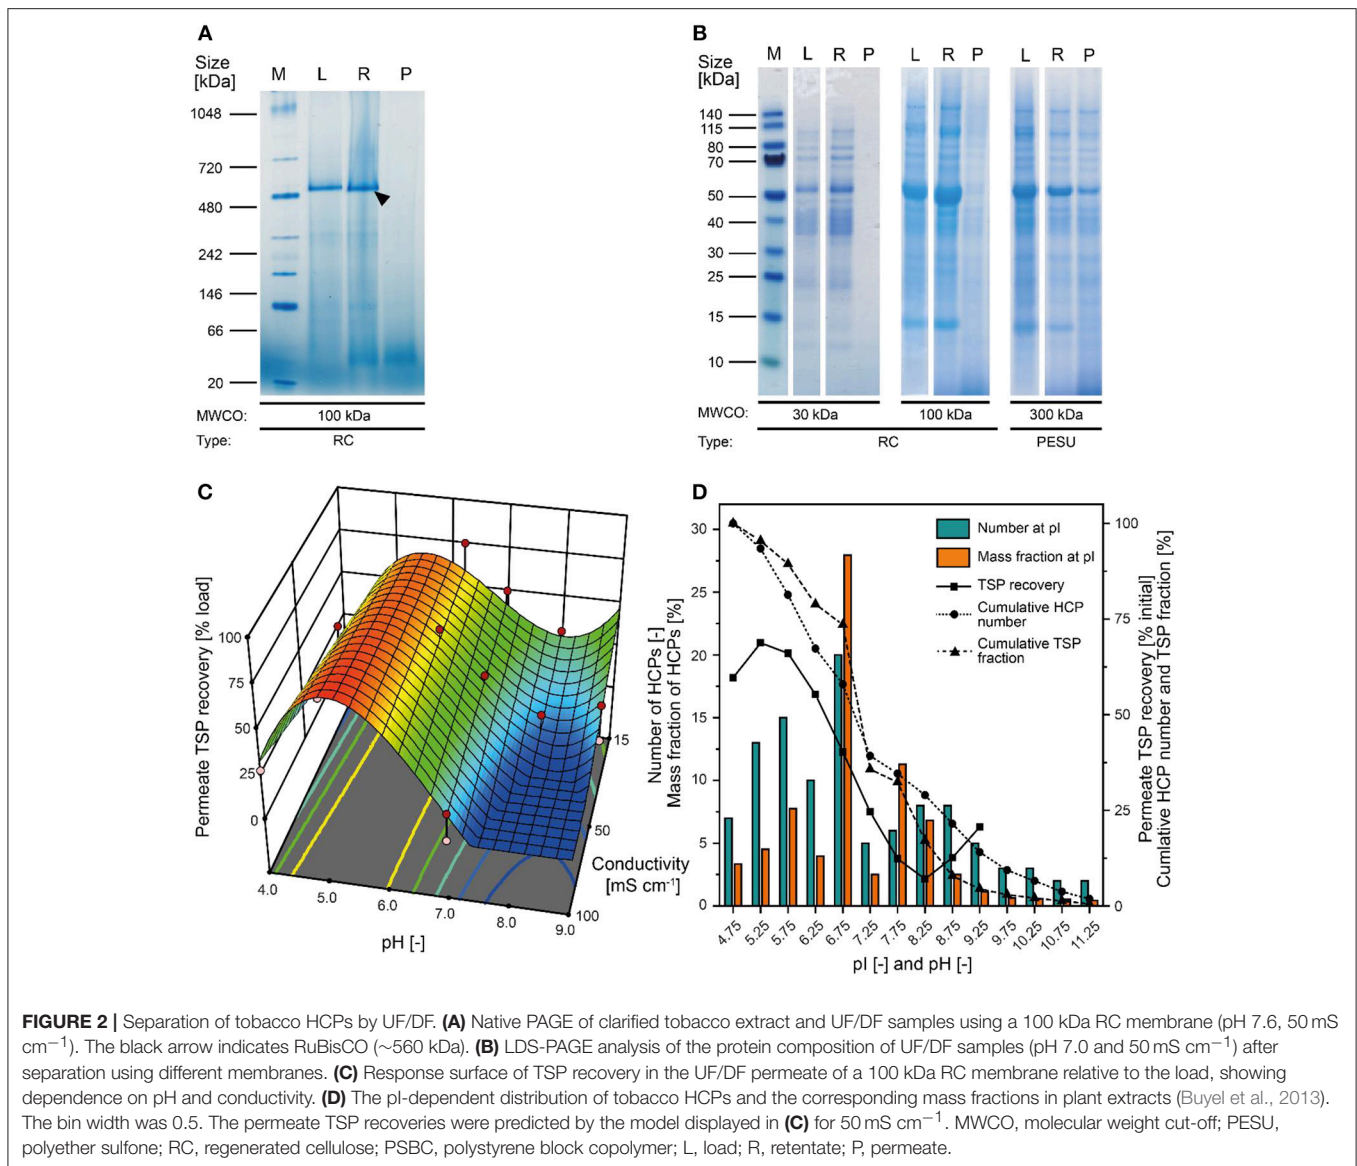 A
Size
[kDa]
M L R P
1048
720
480
242
146
66
20
MWCO: 100 kDa
Type: RC
B
Size
[kDa]
M L R P L R P L R P
140
115
80
70
50
40
30
25
15
10
MWCO: 30 kDa 100 kDa 300 kDa
Type: RC PESU
C
Permeate TSP recovery [% load]
100
75
50
25
0
4.0
5.0
6.0
7.0
8.0
9.0
pH [-]
15
50
100
Conductivity
[mS cm-1]
D
Number of HCPs [-]
Mass fraction of HCPs [%]
30
25
20
15
10
5
0
Number at pI
Mass fraction at pI
TSP recovery
Cumulative HCP
number
Cumulative TSP
fraction
100
75
50
25
0
Permeate TSP recovery [% initial]
Cumulative HCP number and TSP fraction [%]
4.75 5.25 5.75 6.25 6.75 7.25 7.75 8.25 8.75 9.25 9.75 10.25 10.75 11.25
pI [-] and pH [-]
FIGURE 2 | Separation of tobacco HCPs by UF/DF. (A) Native PAGE of clarified tobacco extract and UF/DF samples using a 100 kDa RC membrane (pH 7.6, 50 mS
cm−1). The black arrow indicates RuBisCO (∼560 kDa). (B) LDS-PAGE analysis of the protein composition of UF/DF samples (pH 7.0 and 50 mS cm−1) after
separation using different membranes. (C) Response surface of TSP recovery in the UF/DF permeate of a 100 kDa RC membrane relative to the load, showing
dependence on pH and conductivity. (D) The pI-dependent distribution of tobacco HCPs and the corresponding mass fractions in plant extracts (Buyel et al., 2013).
The bin width was 0.5. The permeate TSP recoveries were predicted by the model displayed in (C) for 50 mS cm−1. MWCO, molecular weight cut-off; PESU,
polyether sulfone; RC, regenerated cellulose; PSBC, polystyrene block copolymer; L, load; R, retentate; P, permeate.